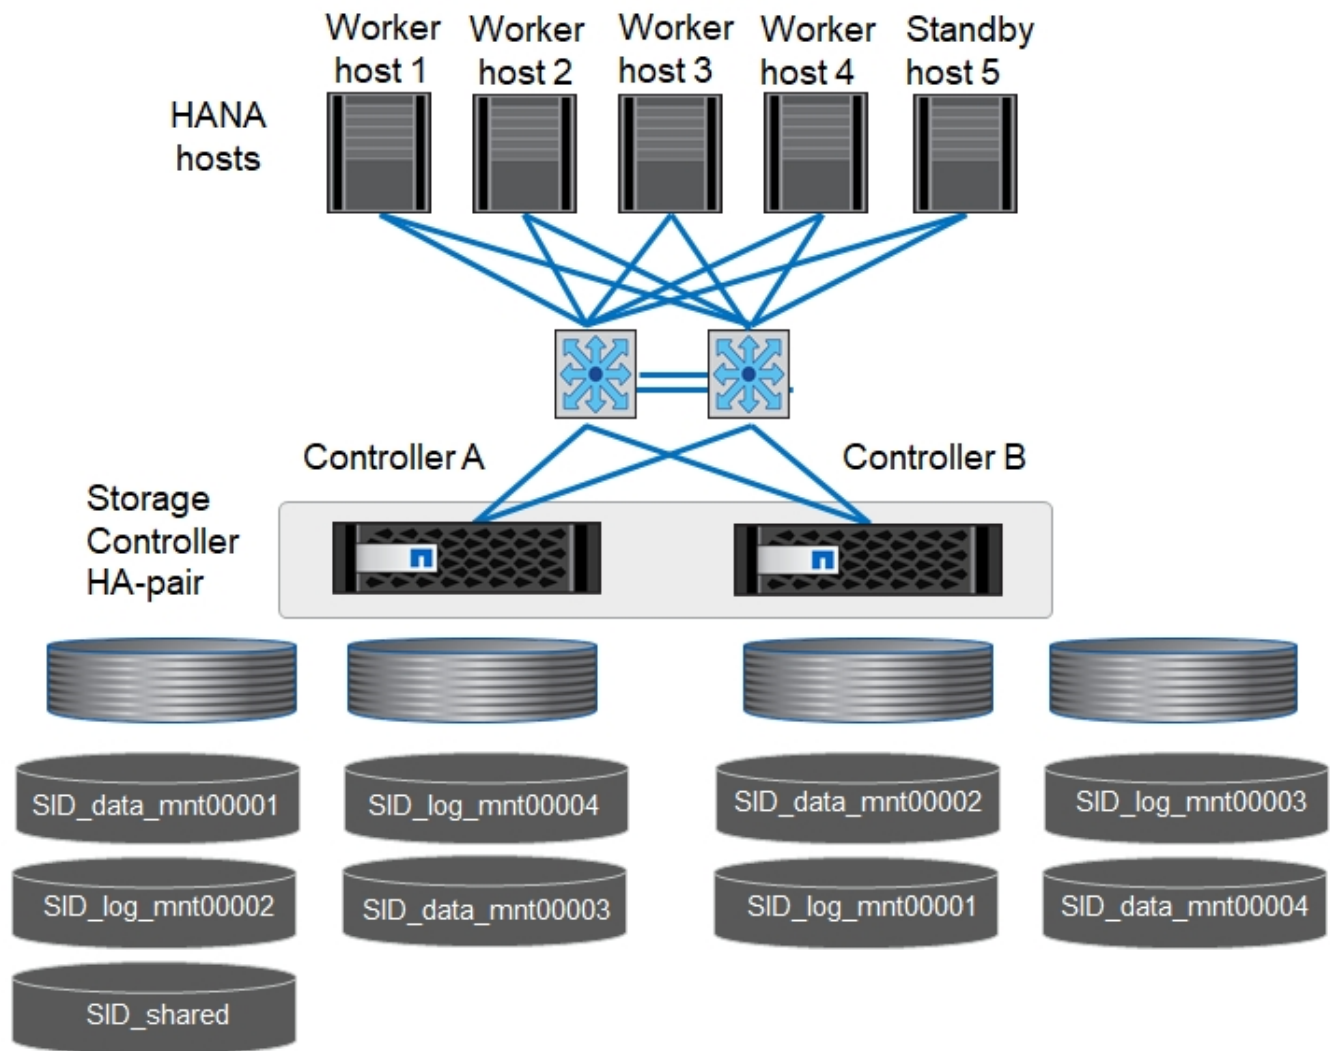 Worker
host 1
Worker
host 2
Worker
host 3
Worker
host 4
Standby
host 5
HANA
hosts
Controller A
Controller B
Storage
Controller
HA-pair
SID_data_mnt00001
SID_log_mnt00004
SID_data_mnt00002
SID_log_mnt00003
SID_log_mnt00002
SID_data_mnt00003
SID_log_mnt00001
SID_data_mnt00004
SID_shared